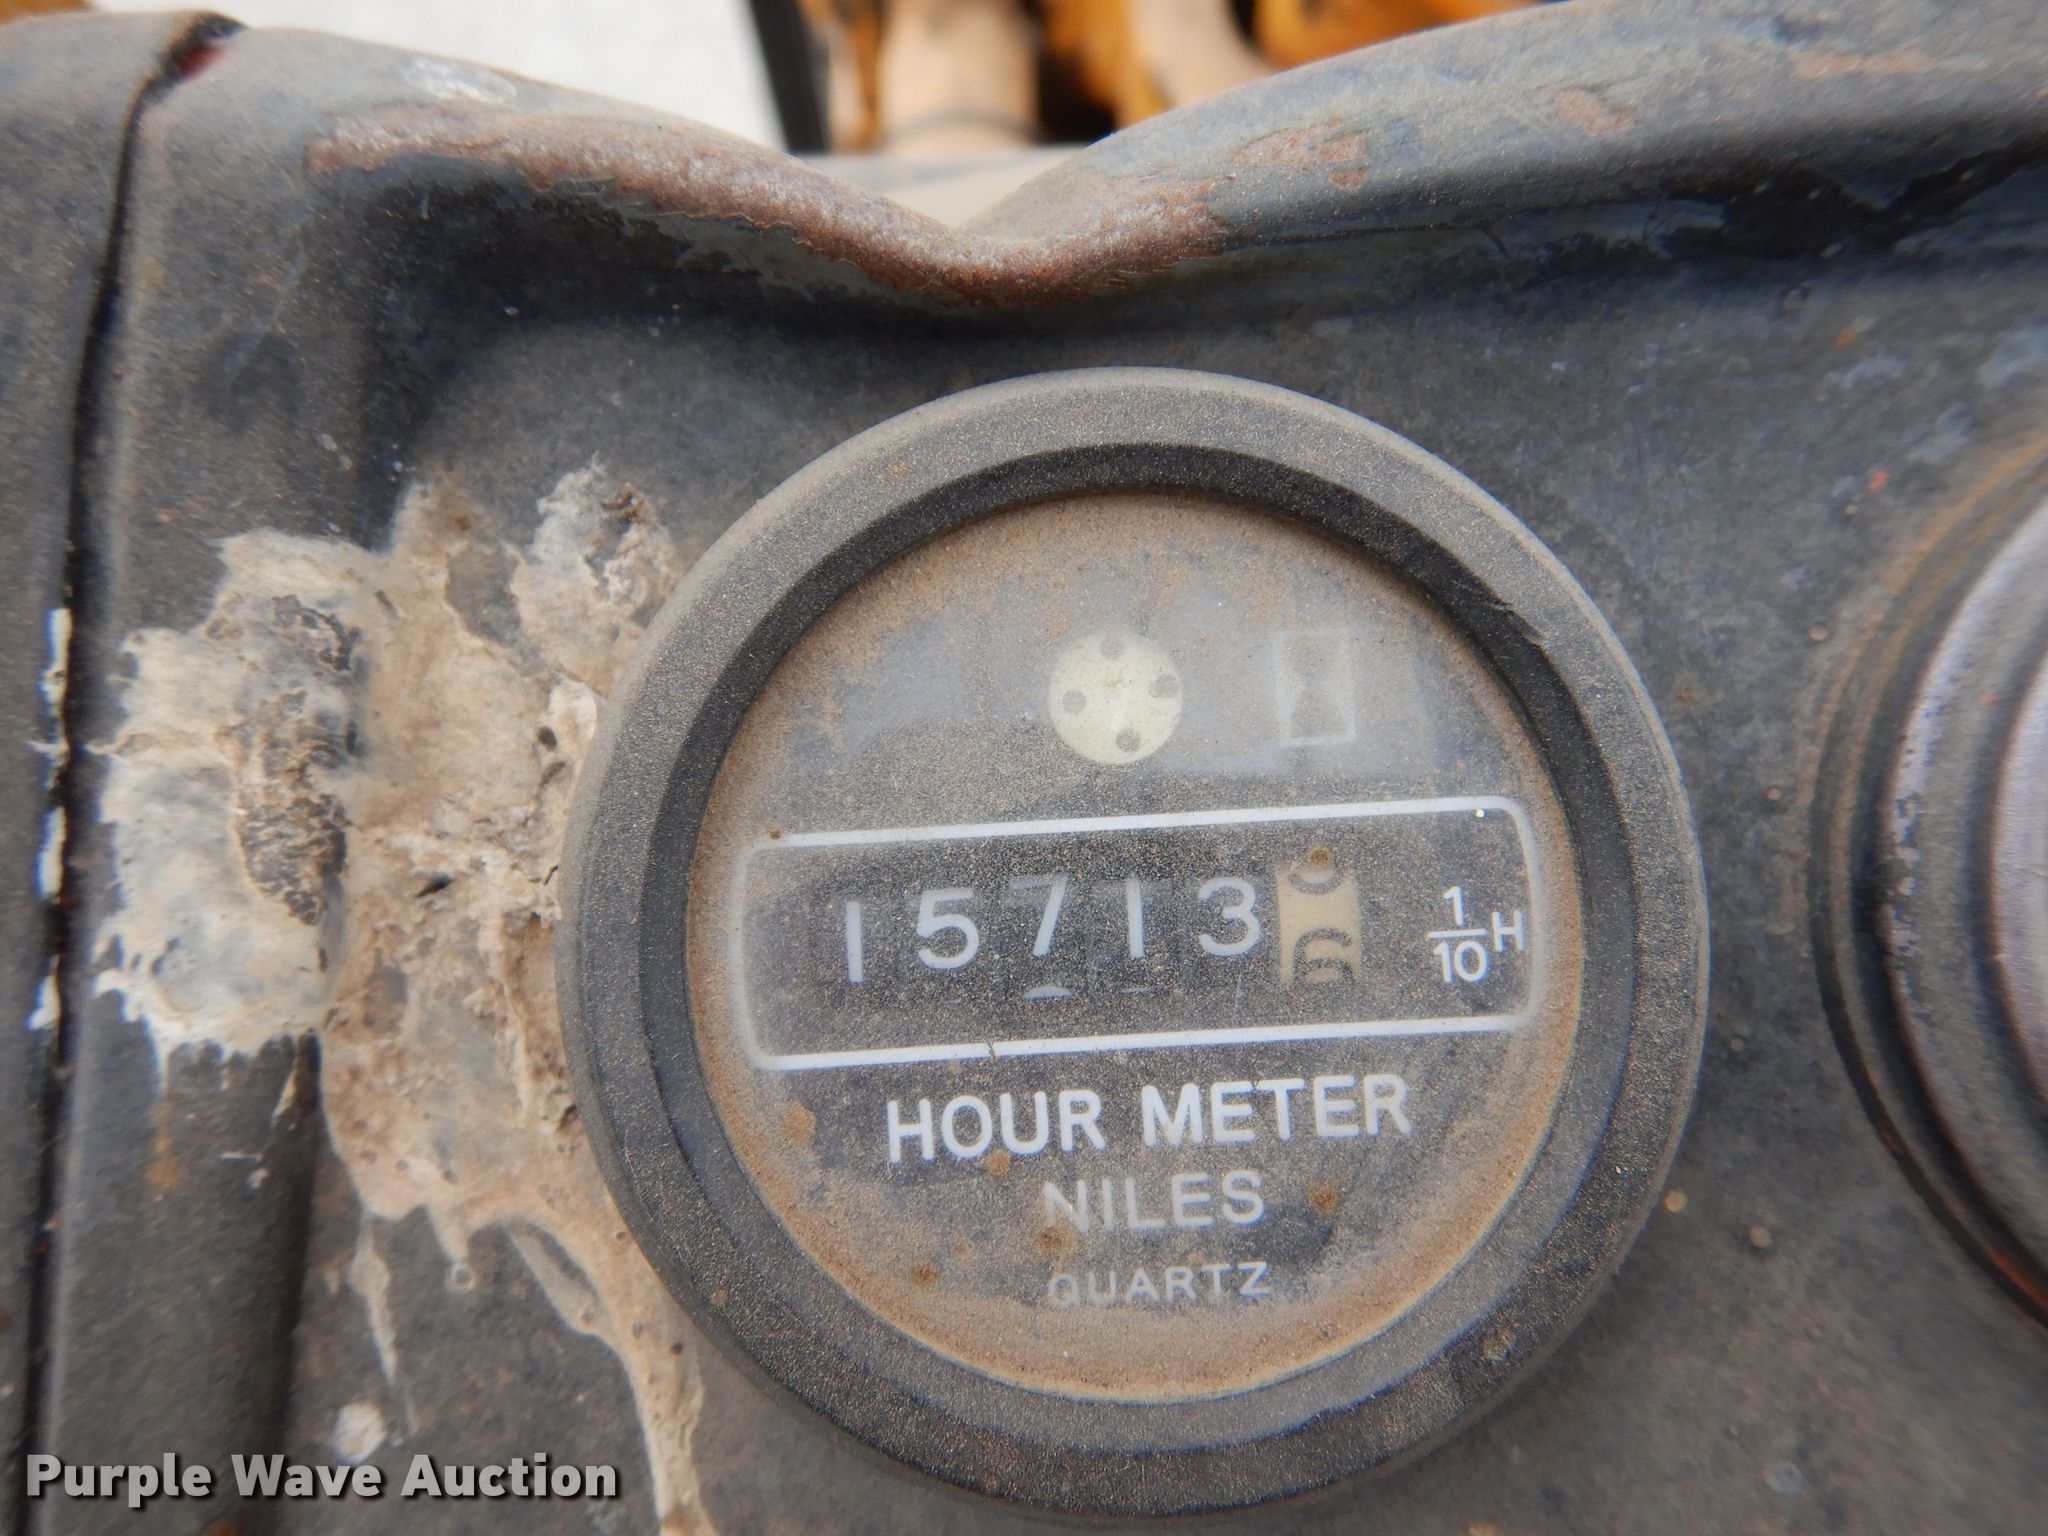 15713 1/10 H
HOUR METER
NILES
QUARTZ
Purple Wave Auction